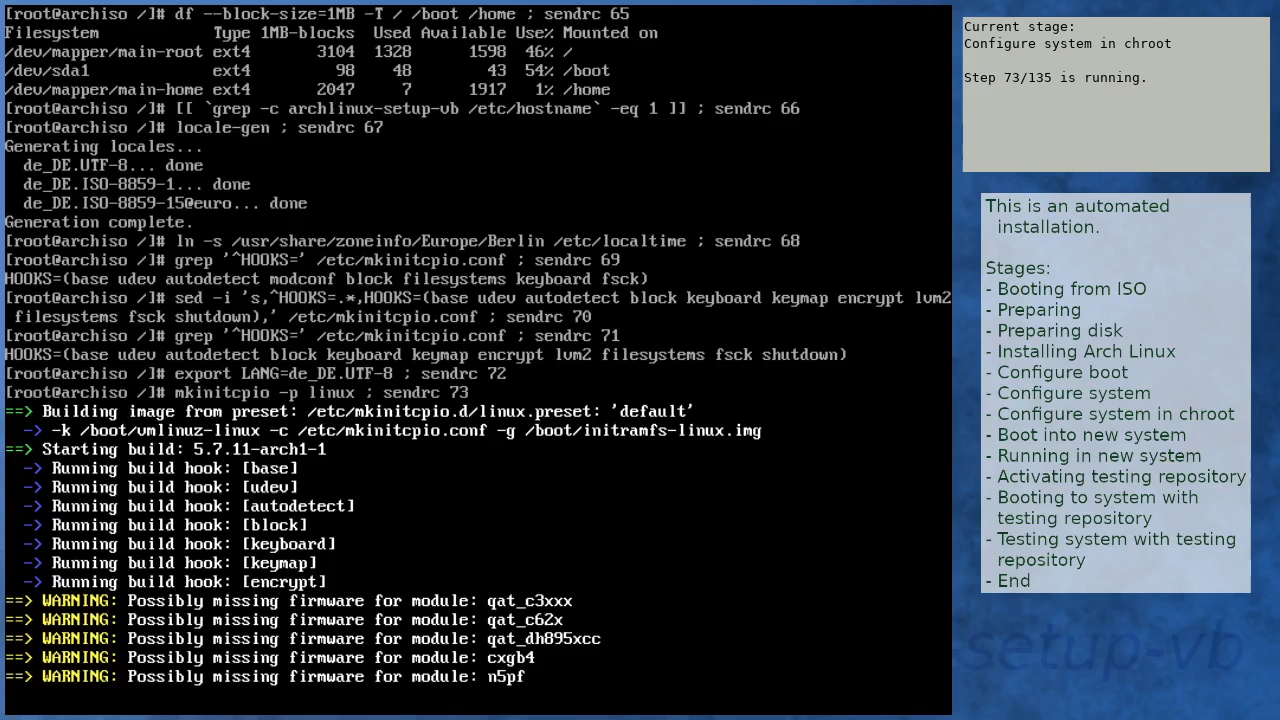 [root@archiso /]# df --block-size=1MB -T / /boot /home ; sendrc 65
Filesystem            Type 1MB-blocks  Used Available Use% Mounted on
/dev/mapper/main-root ext4       3104  1328      1598  46% /
/dev/sda1             ext4         98    48        43  54% /boot
/dev/mapper/main-home ext4       2047     7      1917   1% /home
[root@archiso /]# [[ `grep -c archlinux-setup-vb /etc/hostname` -eq 1 ]] ; sendrc 66
[root@archiso /]# locale-gen ; sendrc 67
Generating locales...
  de_DE.UTF-8... done
  de_DE.ISO-8859-1... done
  de_DE.ISO-8859-15@euro... done
Generation complete.
[root@archiso /]# ln -s /usr/share/zoneinfo/Europe/Berlin /etc/localtime ; sendrc 68
[root@archiso /]# grep '^HOOKS=' /etc/mkinitcpio.conf ; sendrc 69
HOOKS=(base udev autodetect modconf block filesystems keyboard fsck)
[root@archiso /]# sed -i 's,^HOOKS=.*,HOOKS=(base udev autodetect block keyboard keymap encrypt lvm2
 filesystems fsck shutdown),' /etc/mkinitcpio.conf ; sendrc 70
[root@archiso /]# grep '^HOOKS=' /etc/mkinitcpio.conf ; sendrc 71
HOOKS=(base udev autodetect block keyboard keymap encrypt lvm2 filesystems fsck shutdown)
[root@archiso /]# export LANG=de_DE.UTF-8 ; sendrc 72
[root@archiso /]# mkinitcpio -p linux ; sendrc 73
==> Building image from preset: /etc/mkinitcpio.d/linux.preset: 'default'
  -> -k /boot/vmlinuz-linux -c /etc/mkinitcpio.conf -g /boot/initramfs-linux.img
==> Starting build: 5.7.11-arch1-1
  -> Running build hook: [base]
  -> Running build hook: [udev]
  -> Running build hook: [autodetect]
  -> Running build hook: [block]
  -> Running build hook: [keyboard]
  -> Running build hook: [keymap]
  -> Running build hook: [encrypt]
==> WARNING: Possibly missing firmware for module: qat_c3xxx
==> WARNING: Possibly missing firmware for module: qat_c62x
==> WARNING: Possibly missing firmware for module: qat_dh895xcc
==> WARNING: Possibly missing firmware for module: cxgb4
==> WARNING: Possibly missing firmware for module: n5pf
Current stage:
Configure system in chroot
Step 73/135 is running.
This is an automated
installation.
Stages:
- Booting from ISO
- Preparing
- Preparing disk
- Installing Arch Linux
- Configure boot
- Configure system
- Configure system in chroot
- Boot into new system
- Running in new system
- Activating testing repository
- Booting to system with
testing repository
- Testing system with testing
repository
- End
setup-vb